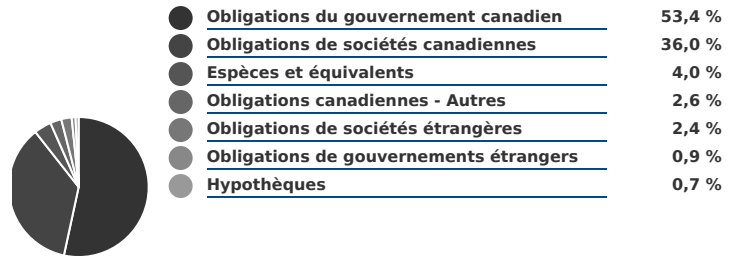 Obligations du gouvernement canadien 53,4 %
Obligations de sociétés canadiennes 36,0 %
Espèces et équivalents 4,0 %
Obligations canadiennes - Autres 2,6 %
Obligations de sociétés étrangères 2,4 %
Obligations de gouvernements étrangers 0,9 %
Hypothèques 0,7 %